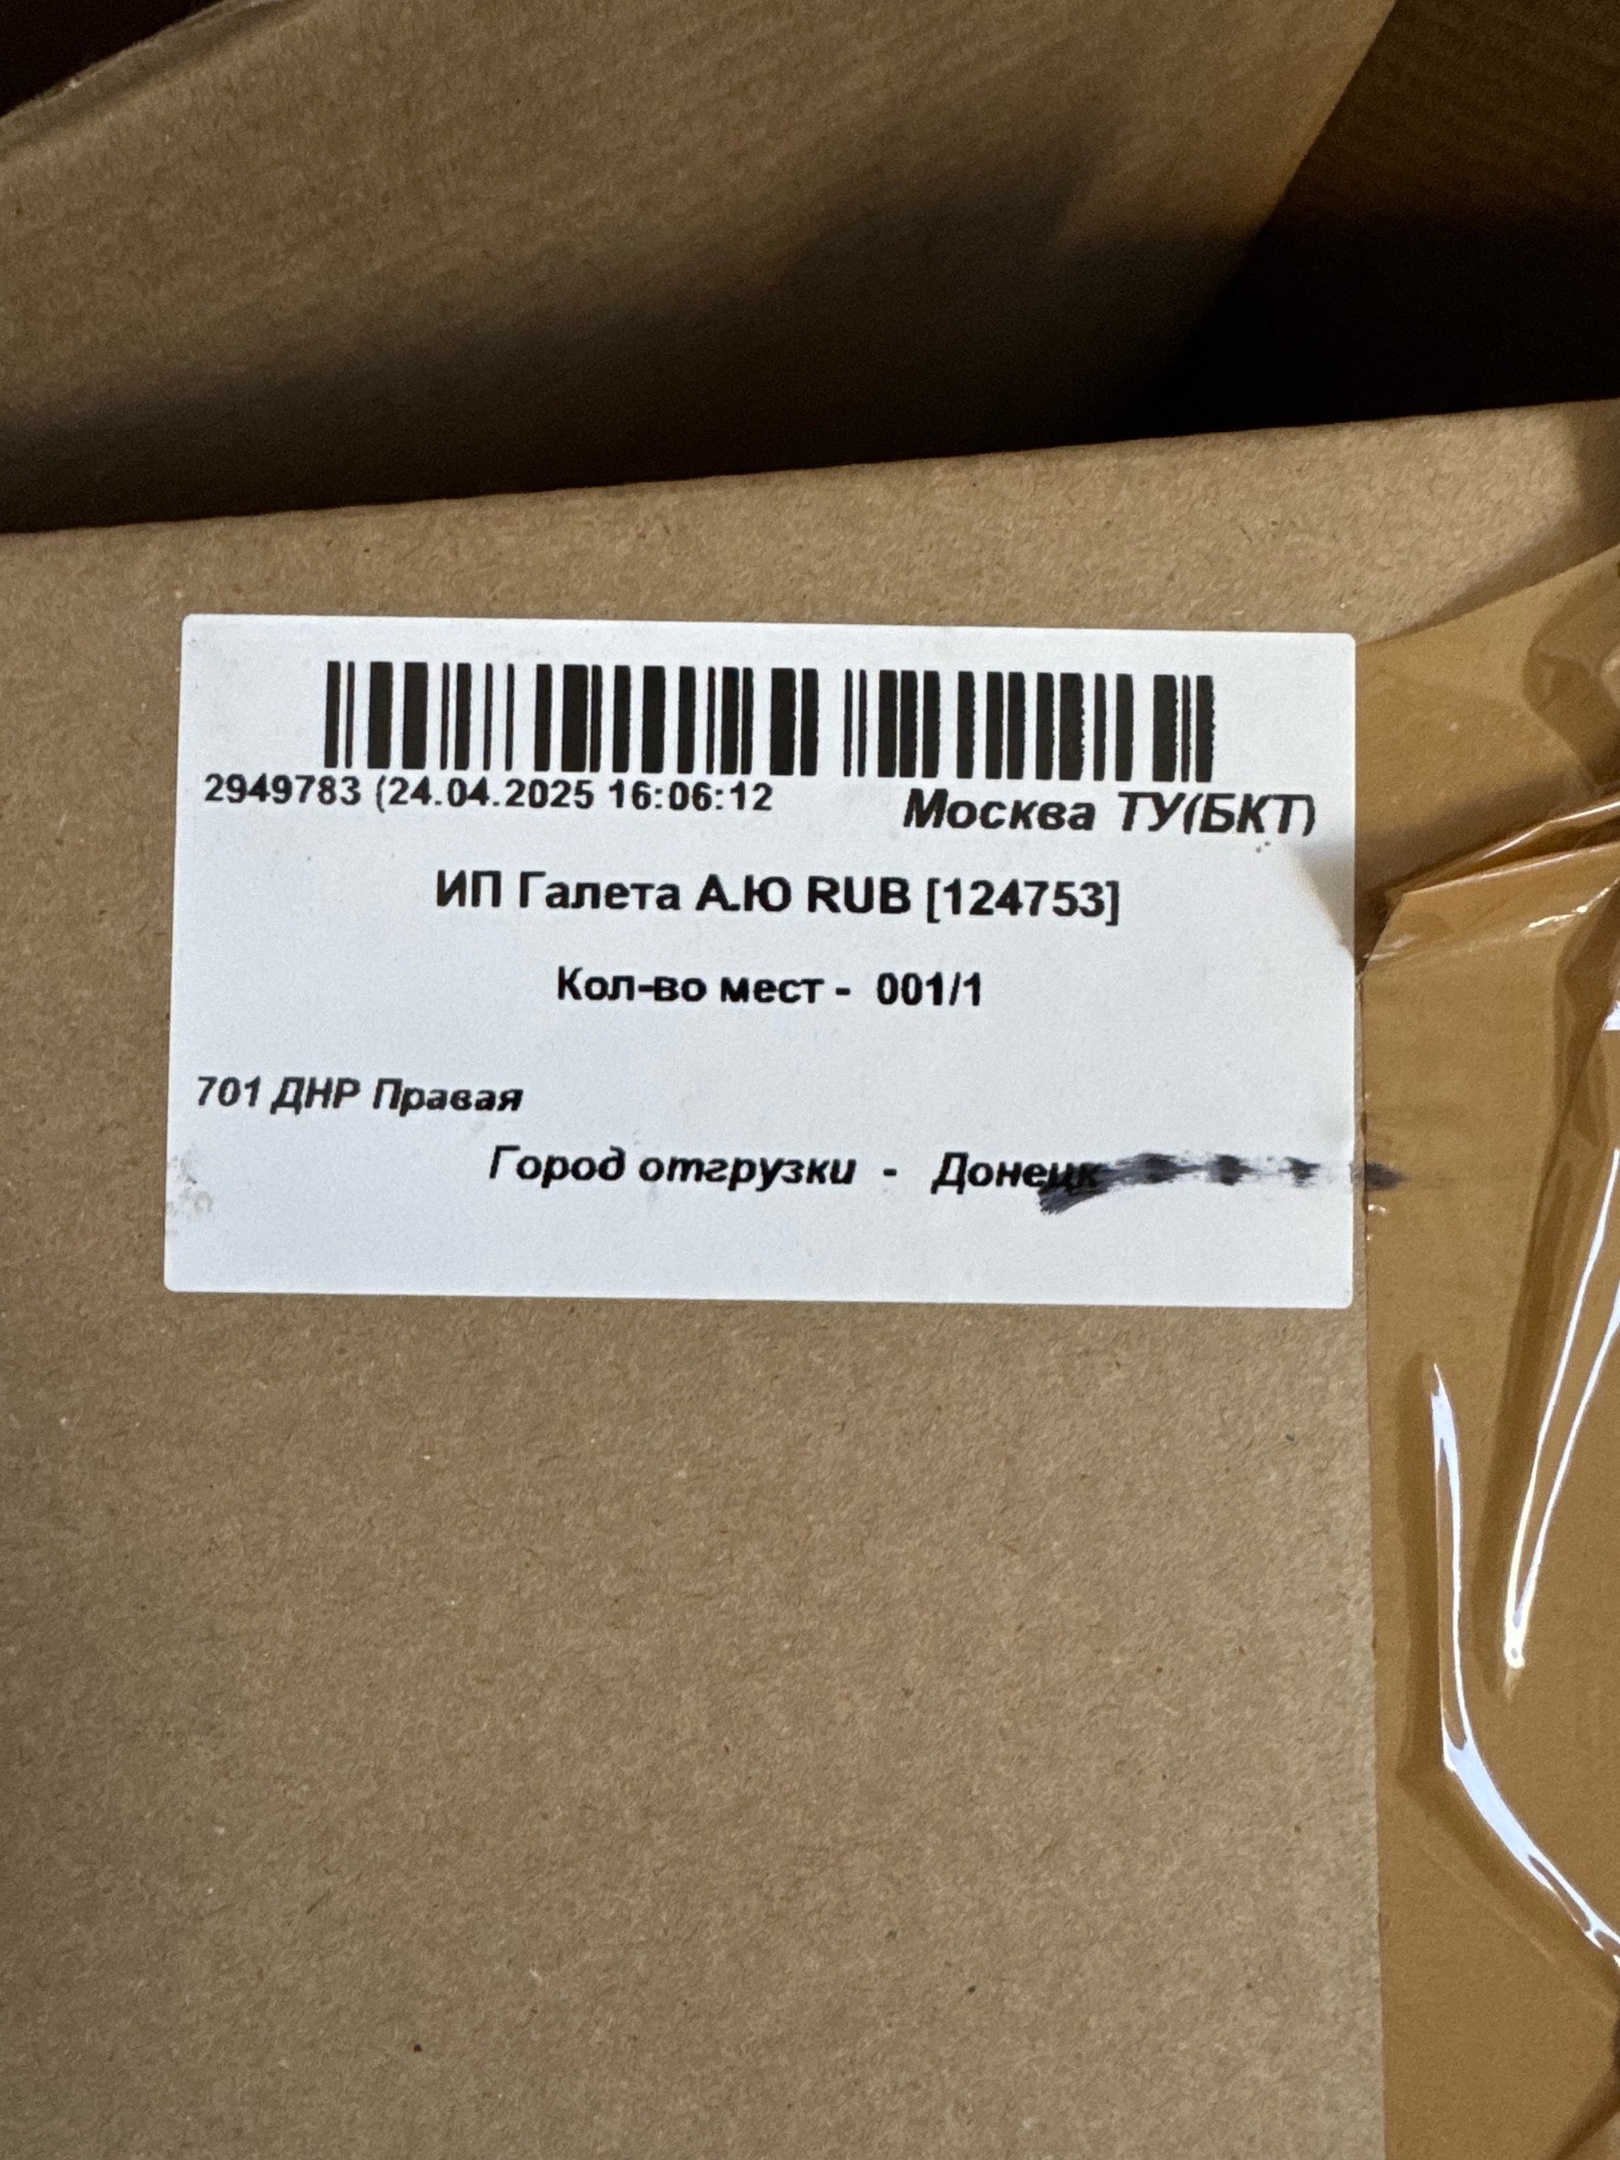 2949783 (24.04.2025 16:06:12
Москва ТУ(БКТ)
ИП Галета А.Ю RUB [124753]
Кол-во мест - 001/1
701 ДНР Правая
Город отгрузки - Донецк